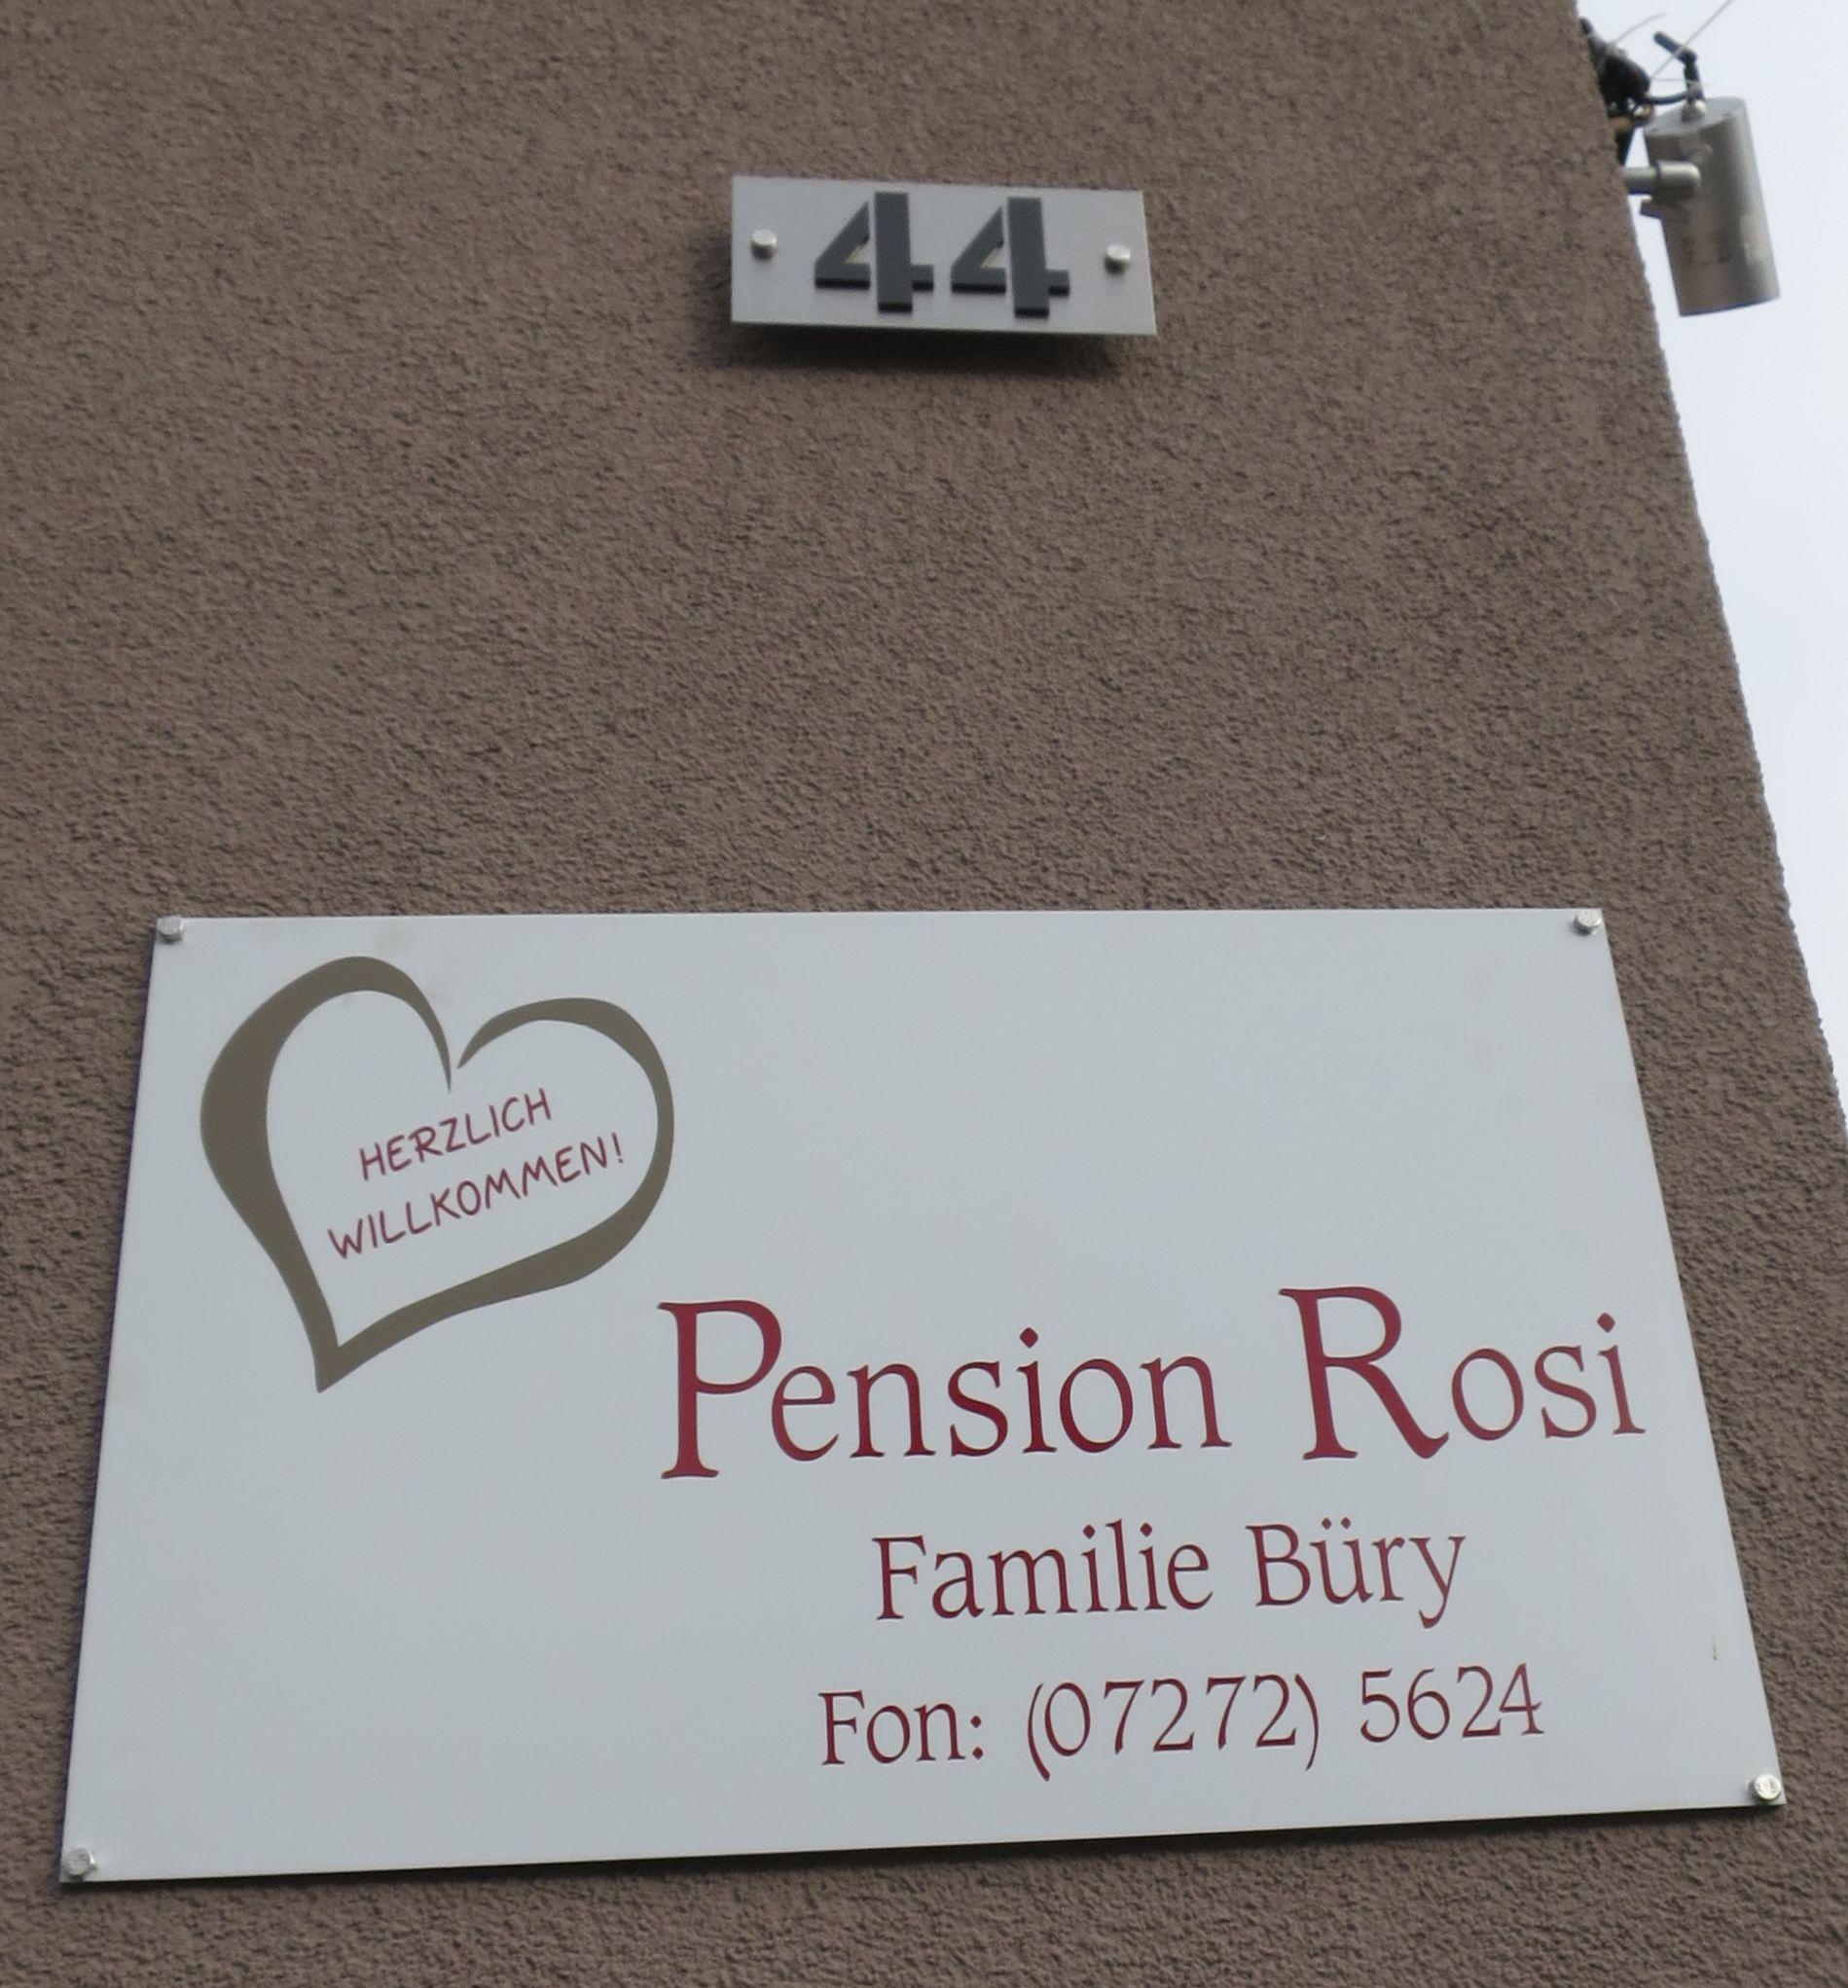 44
HERZLICH
WILLKOMMEN!
Pension Rosi
Familie Büry
Fon: (07272) 5624